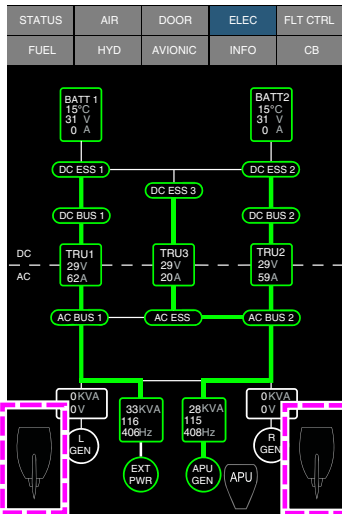 STATUS AIR DOOR ELEC FLT CTRL
FUEL HYD AVIONIC INFO CB
BATT 1 BATT2
15°C 15°C
31 V 31 V
0 A 0 A
DC ESS 1 DC ESS 2
DC ESS 3
DC BUS 1 DC BUS 2
DC TRU1 TRU3 TRU2
29V 29V 29V
AC 62A 20A 59A
AC BUS 1 AC ESS AC BUS 2
0KVA 33KVA 28KVA 0KVA
0V 116 115 0V
406Hz 408Hz
L GEN R GEN
EXT PWR APU GEN APU